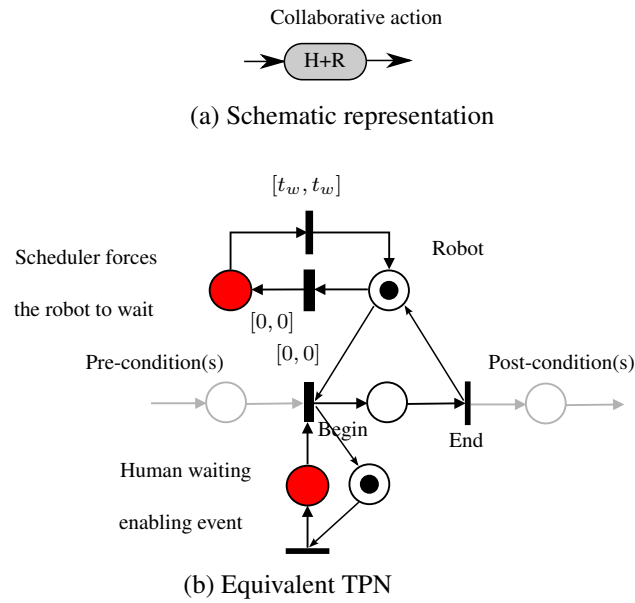 Collaborative action
H+R
(a) Schematic representation
[t_w, t_w]
Robot
Scheduler forces
the robot to wait
[0, 0]
[0, 0]
Pre-condition(s)
Post-condition(s)
Begin
End
Human waiting
enabling event
(b) Equivalent TPN